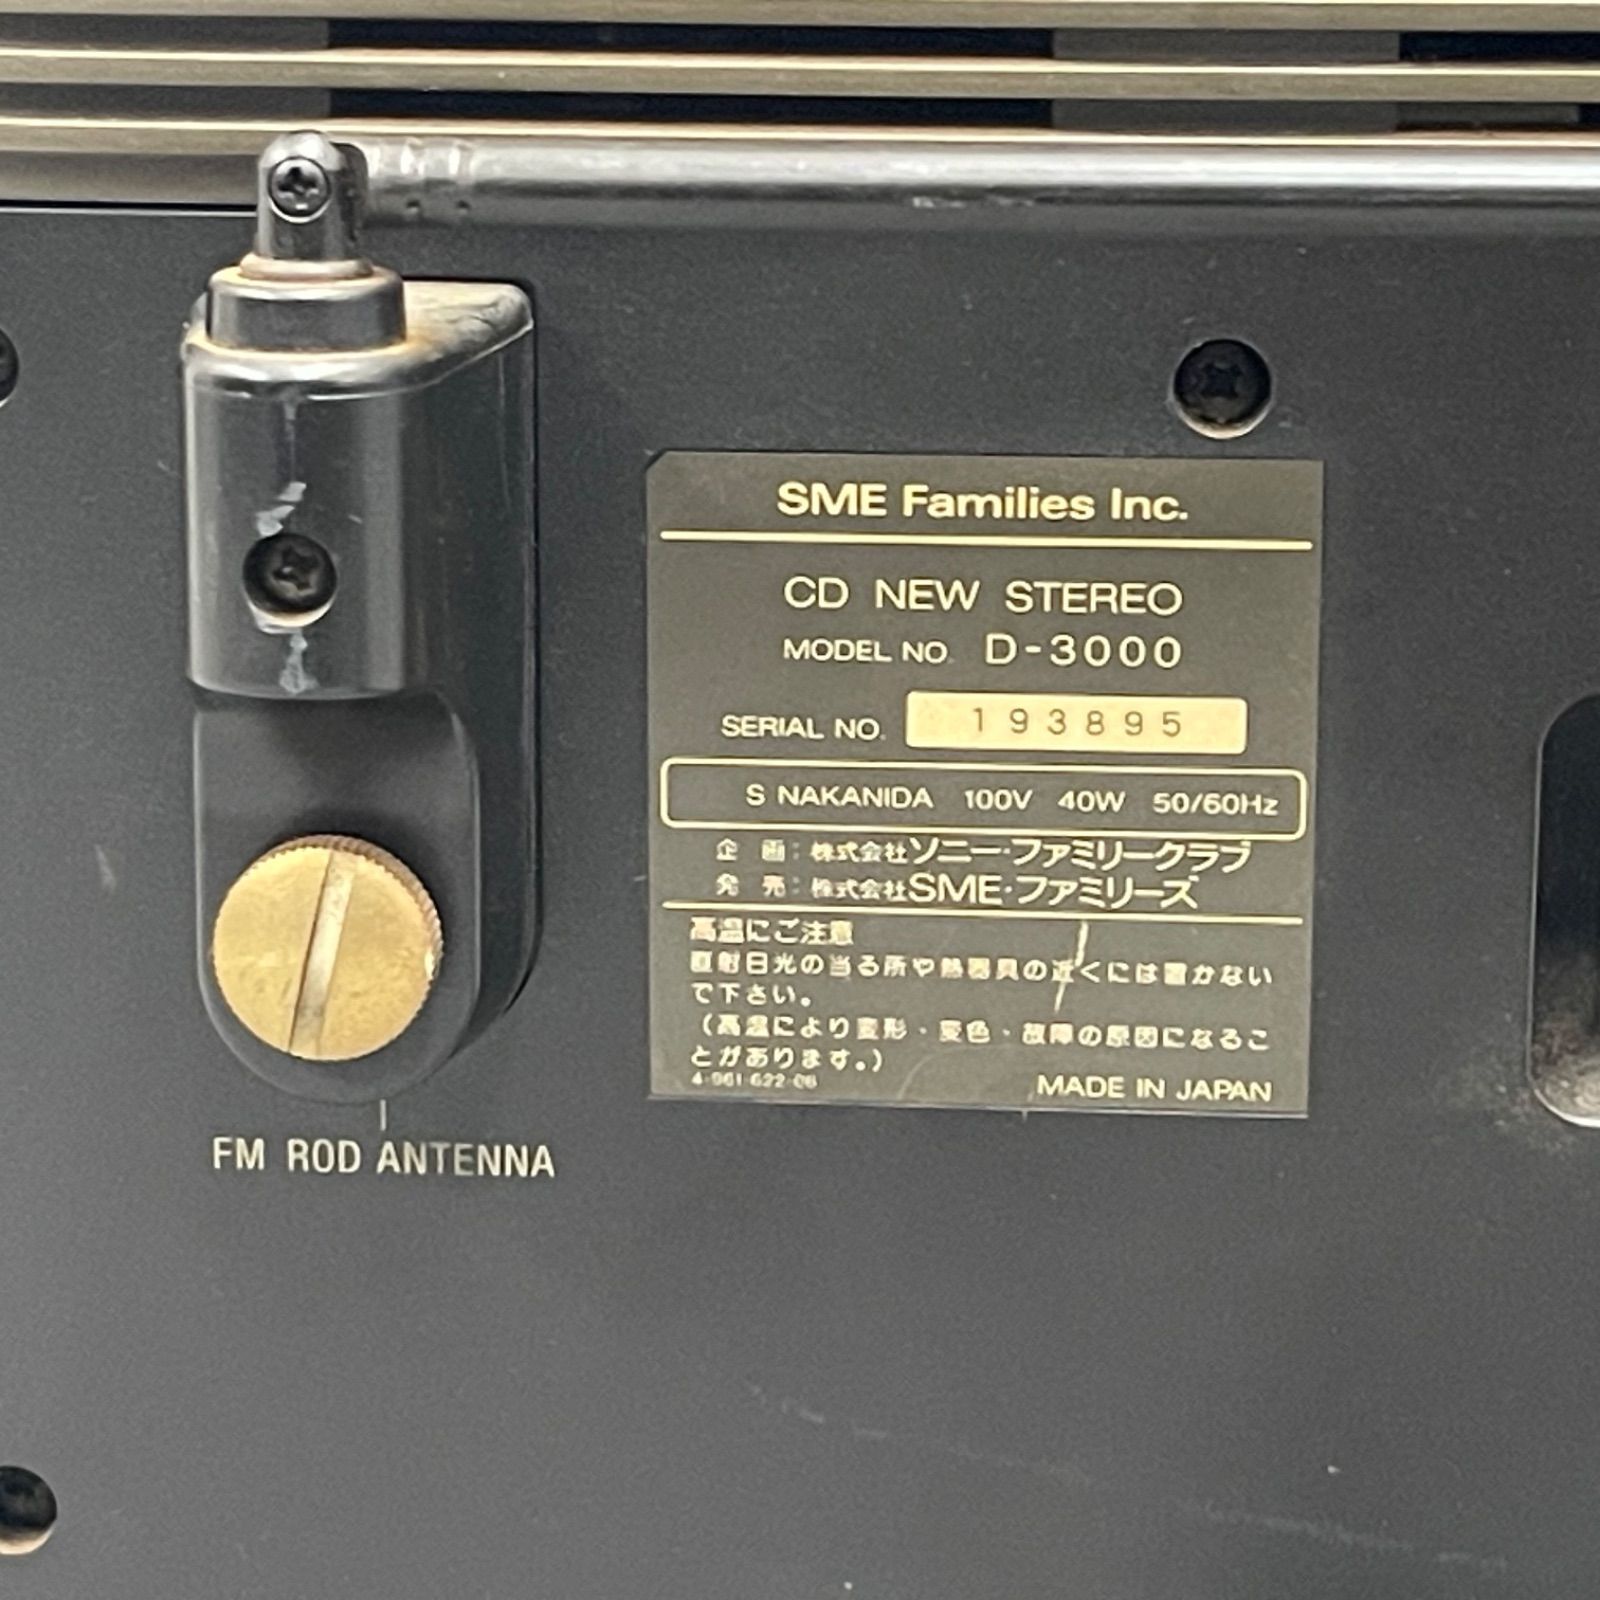 SME Families Inc.
CD NEW STEREO
MODEL NO. D-3000
SERIAL NO. 193895
S NAKANIDA 100V 40W 50/60Hz
企 画：株式会社ソニー・ファミリークラブ
発 売：株式会社SME・ファミリーズ
高温にご注意
直射日光の当る所や熱器具の近くには置かない
で下さい。
（高温により変形・変色・故障の原因になるこ
とがあります。）
4-961-622-06
MADE IN JAPAN
FM ROD ANTENNA